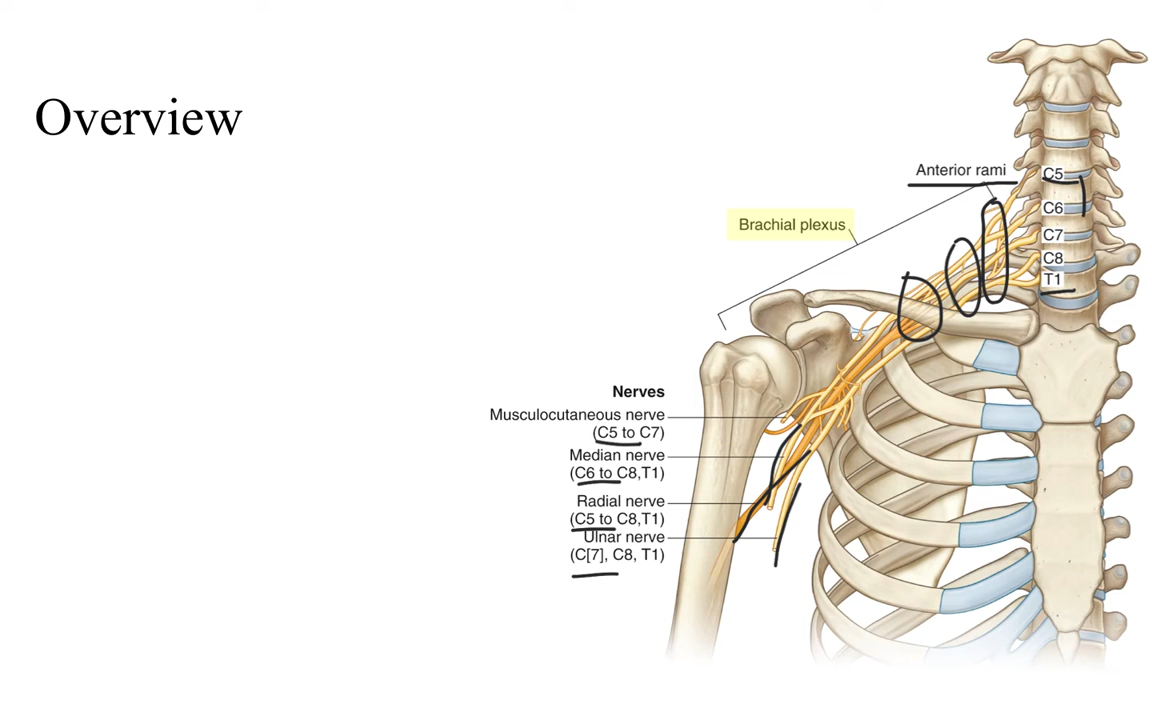 Overview
Anterior rami
C5
C6
Brachial plexus
C7
C8
T1
Nerves
Musculocutaneous nerve
(C5 to C7)
Median nerve
(C6 to C8,T1)
Radial nerve
(C5 to C8,T1)
Ulnar nerve
(C[7], C8, T1)